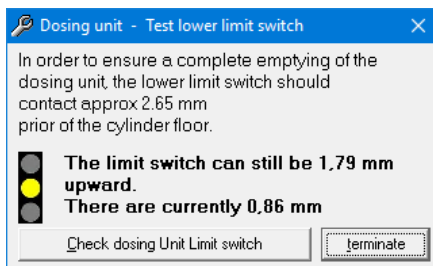 Dosing unit - Test lower limit switch
In order to ensure a complete emptying of the
dosing unit, the lower limit switch should
contact approx 2.65 mm
prior of the cylinder floor.
The limit switch can still be 1,79 mm
upward.
There are currently 0,86 mm
Check dosing Unit Limit switch
terminate